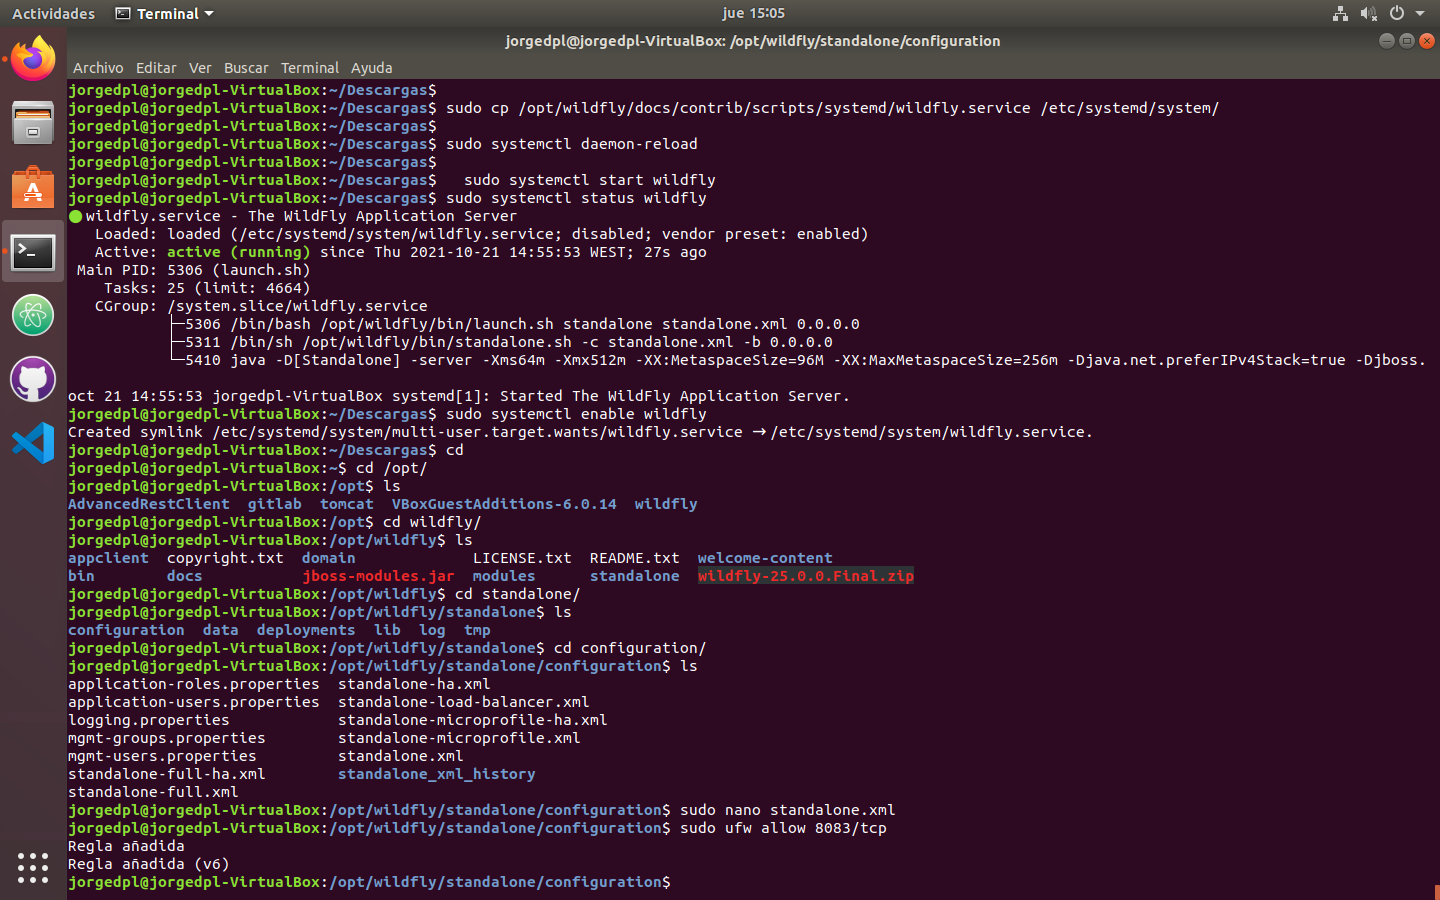 Actividades Terminal jue 15:05
jorgedpl@jorgedpl-VirtualBox: /opt/wildfly/standalone/configuration
Archivo Editar Ver Buscar Terminal Ayuda
jorgedpl@jorgedpl-VirtualBox:~/Descargas$
jorgedpl@jorgedpl-VirtualBox:~/Descargas$ sudo cp /opt/wildfly/docs/contrib/scripts/systemd/wildfly.service /etc/systemd/system/
jorgedpl@jorgedpl-VirtualBox:~/Descargas$
jorgedpl@jorgedpl-VirtualBox:~/Descargas$ sudo systemctl daemon-reload
jorgedpl@jorgedpl-VirtualBox:~/Descargas$
jorgedpl@jorgedpl-VirtualBox:~/Descargas$   sudo systemctl start wildfly
jorgedpl@jorgedpl-VirtualBox:~/Descargas$ sudo systemctl status wildfly
● wildfly.service - The WildFly Application Server
   Loaded: loaded (/etc/systemd/system/wildfly.service; disabled; vendor preset: enabled)
   Active: active (running) since Thu 2021-10-21 14:55:53 WEST; 27s ago
 Main PID: 5306 (launch.sh)
    Tasks: 25 (limit: 4664)
   CGroup: /system.slice/wildfly.service
           ├─5306 /bin/bash /opt/wildfly/bin/launch.sh standalone standalone.xml 0.0.0.0
           ├─5311 /bin/sh /opt/wildfly/bin/standalone.sh -c standalone.xml -b 0.0.0.0
           └─5410 java -D[Standalone] -server -Xms64m -Xmx512m -XX:MetaspaceSize=96M -XX:MaxMetaspaceSize=256m -Djava.net.preferIPv4Stack=true -Djboss.
oct 21 14:55:53 jorgedpl-VirtualBox systemd[1]: Started The WildFly Application Server.
jorgedpl@jorgedpl-VirtualBox:~/Descargas$ sudo systemctl enable wildfly
Created symlink /etc/systemd/system/multi-user.target.wants/wildfly.service → /etc/systemd/system/wildfly.service.
jorgedpl@jorgedpl-VirtualBox:~/Descargas$ cd
jorgedpl@jorgedpl-VirtualBox:~$ cd /opt/
jorgedpl@jorgedpl-VirtualBox:/opt$ ls
AdvancedRestClient  gitlab  tomcat  VBoxGuestAdditions-6.0.14  wildfly
jorgedpl@jorgedpl-VirtualBox:/opt$ cd wildfly/
jorgedpl@jorgedpl-VirtualBox:/opt/wildfly$ ls
appclient  copyright.txt  domain             LICENSE.txt  README.txt  welcome-content
bin        docs           jboss-modules.jar  modules      standalone  wildfly-25.0.0.Final.zip
jorgedpl@jorgedpl-VirtualBox:/opt/wildfly$ cd standalone/
jorgedpl@jorgedpl-VirtualBox:/opt/wildfly/standalone$ ls
configuration  data  deployments  lib  log  tmp
jorgedpl@jorgedpl-VirtualBox:/opt/wildfly/standalone$ cd configuration/
jorgedpl@jorgedpl-VirtualBox:/opt/wildfly/standalone/configuration$ ls
application-roles.properties  standalone-ha.xml
application-users.properties  standalone-load-balancer.xml
logging.properties            standalone-microprofile-ha.xml
mgmt-groups.properties        standalone-microprofile.xml
mgmt-users.properties         standalone.xml
standalone-full-ha.xml        standalone_xml_history
standalone-full.xml
jorgedpl@jorgedpl-VirtualBox:/opt/wildfly/standalone/configuration$ sudo nano standalone.xml
jorgedpl@jorgedpl-VirtualBox:/opt/wildfly/standalone/configuration$ sudo ufw allow 8083/tcp
Regla añadida
Regla añadida (v6)
jorgedpl@jorgedpl-VirtualBox:/opt/wildfly/standalone/configuration$